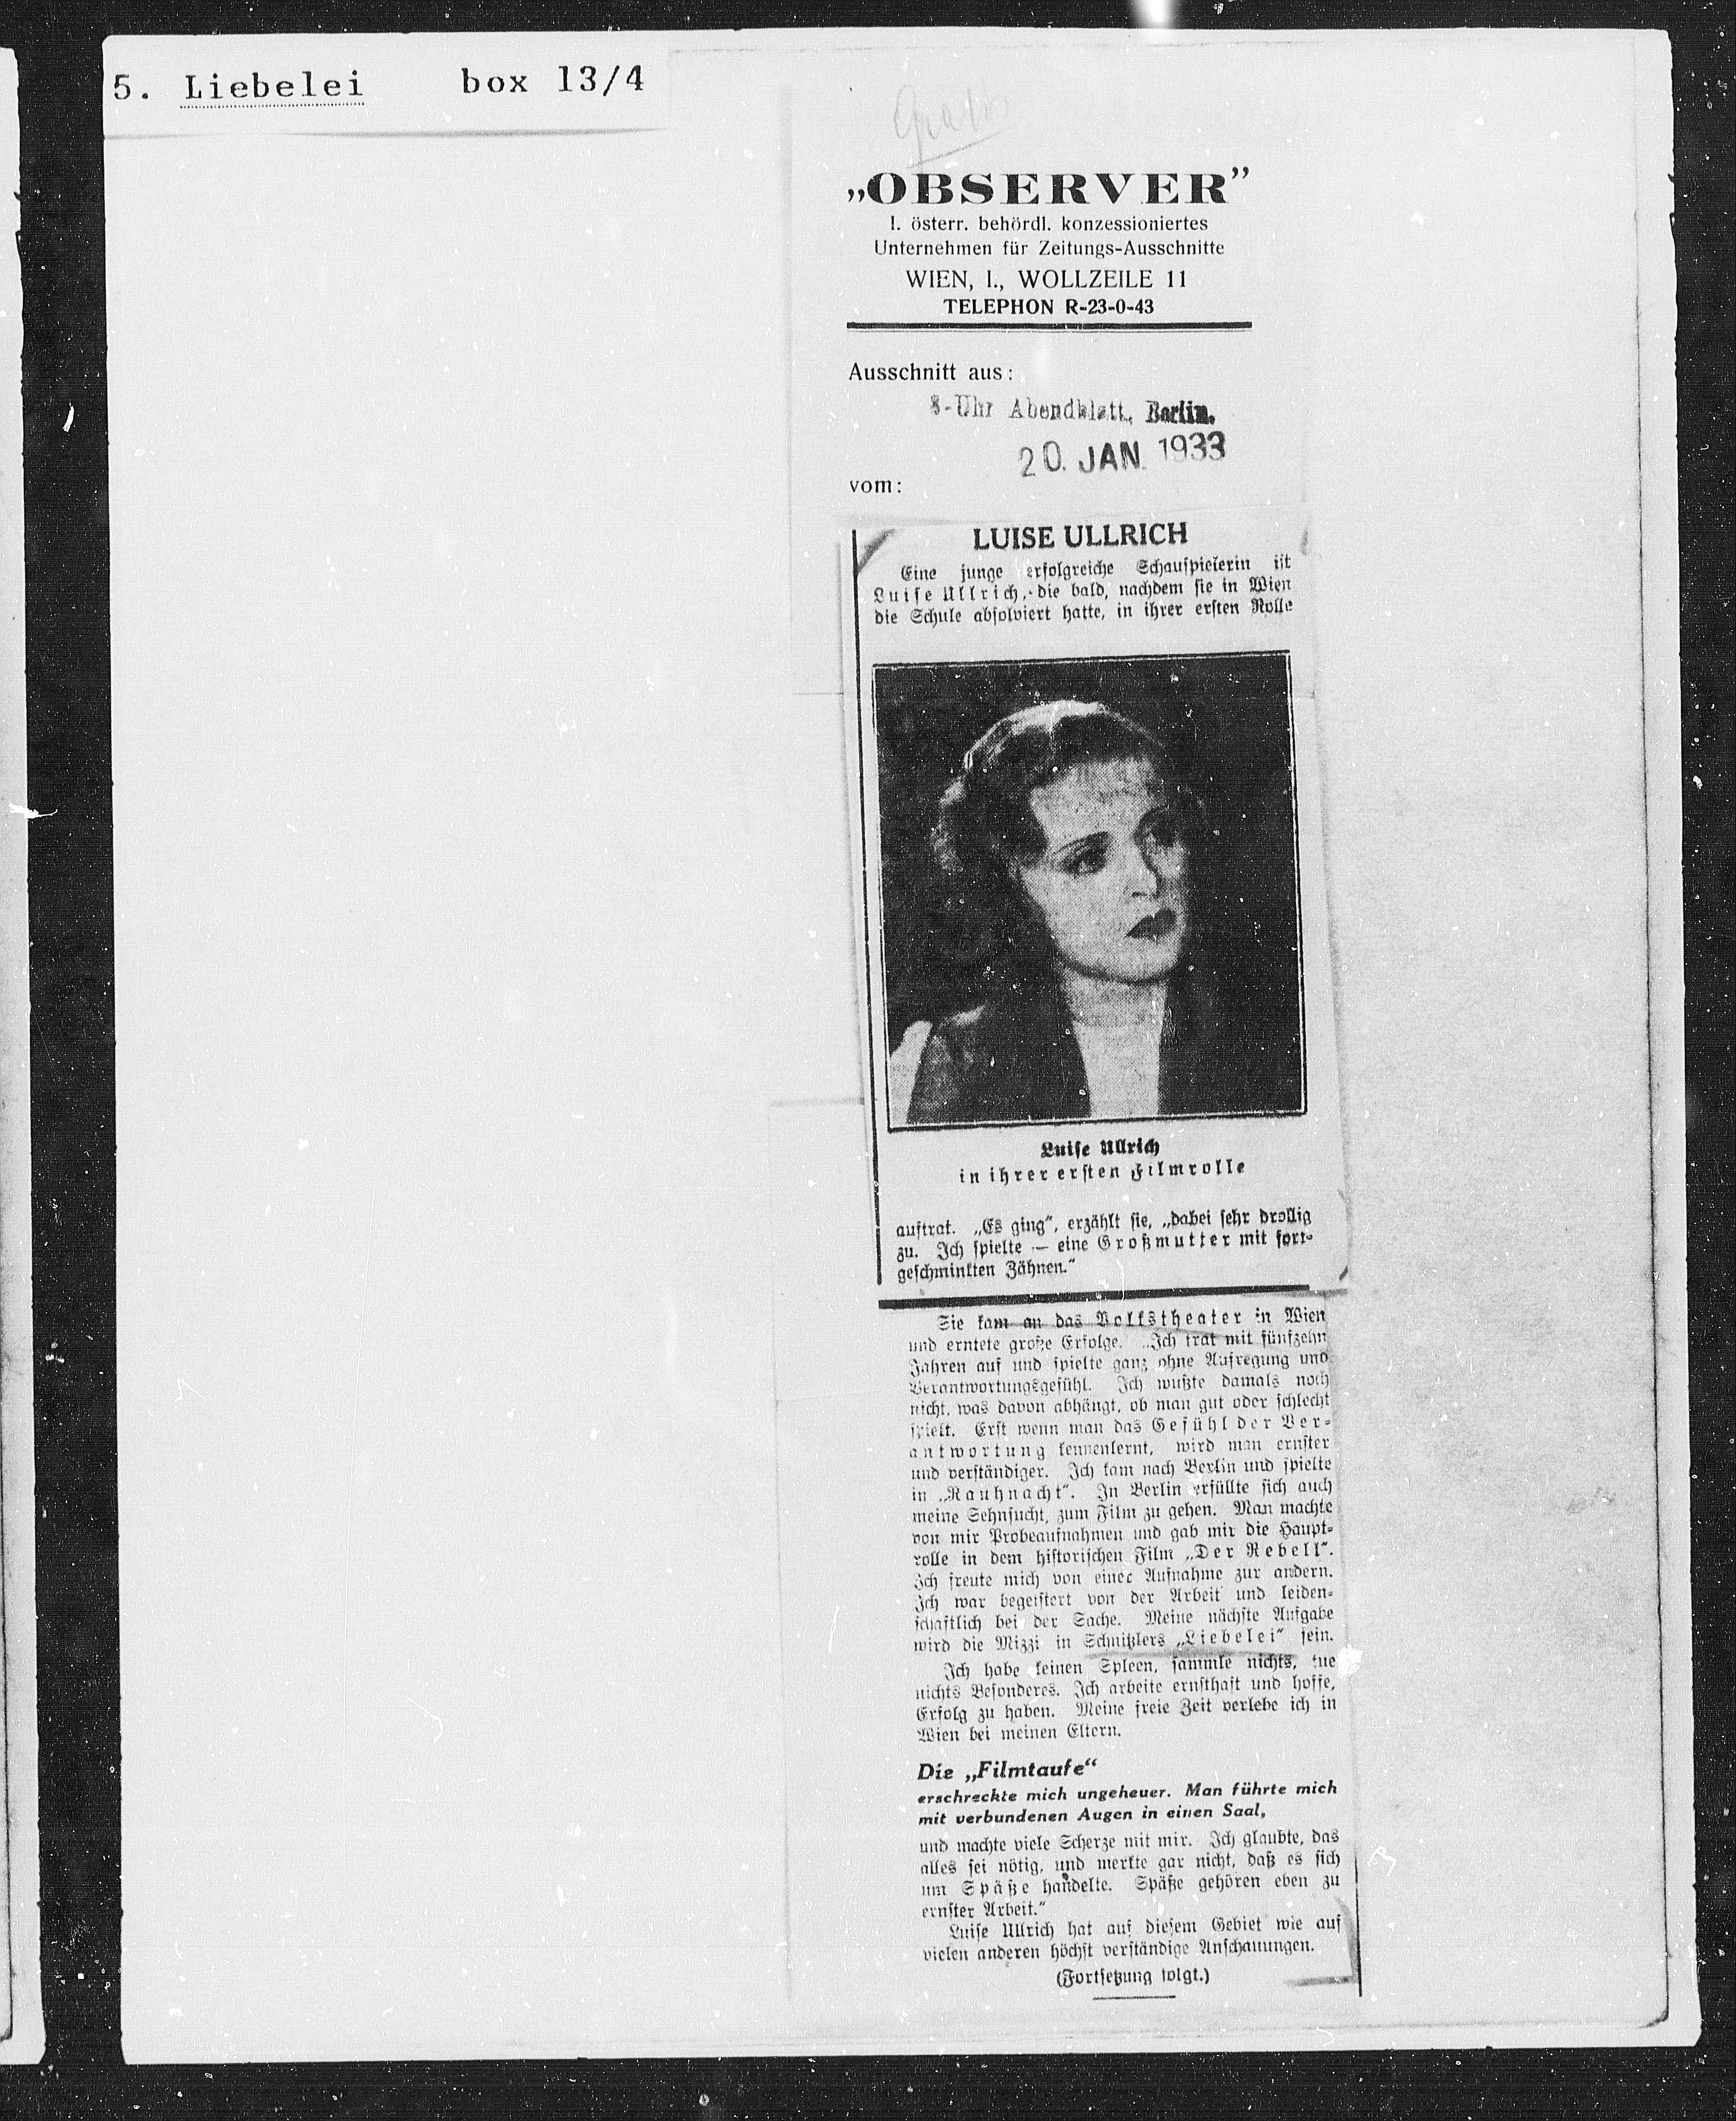 5. Liebelei box 13/4
„OBSERVER”
I. österr. behördl. konzessioniertes
Unternehmen für Zeitungs-Ausschnitte
WIEN, I., WOLLZEILE 11
TELEPHON R-23-0-43
Ausschnitt aus:
8-Uhr Abendblatt, Berlin.
20. JAN. 1933
vom:
LUISE ULLRICH
Eine junge erfolgreiche Schauspielerin ist
Luise Ullrich, die bald, nachdem sie in Wien
die Schule absolviert hatte, in ihrer ersten Rolle
Luise Ullrich
in ihrer ersten Filmrolle
auftrat. „Es ging“, erzählt sie, „dabei sehr drollig
zu. Ich spielte — eine Großmutter mit fort-
geschminkten Zähnen.“
Sie kam an das Volkstheater in Wien
und erntete große Erfolge. „Ich trat mit fünfzehn
Jahren auf und spielte ganz ohne Aufregung und
Verantwortungsgefühl. Ich wußte damals noch
nicht, was davon abhängt, ob man gut oder schlecht
spielt. Erst wenn man das Gefühl der Ver-
antwortung kennenlernt, wird man ernster
und verständiger. Ich kam nach Berlin und spielte
in „Rauhnacht“. In Berlin erfüllte sich auch
meine Sehnsucht, zum Film zu gehen. Man machte
von mir Probeaufnahmen und gab mir die Haupt-
rolle in dem historischen Film „Der Rebell“.
Ich freute mich von einer Aufnahme zur andern.
Ich war begeistert von der Arbeit und leiden-
schaftlich bei der Sache. Meine nächste Aufgabe
wird die Mizzi in Schnitzlers „Liebelei“ sein.
Ich habe keinen Spleen, sammle nichts, tue
nichts Besonderes. Ich arbeite ernsthaft und hoffe,
Erfolg zu haben. Meine freie Zeit verlebe ich in
Wien bei meinen Eltern.
Die „Filmtaufe“
erschreckte mich ungeheuer. Man führte mich
mit verbundenen Augen in einen Saal,
und machte viele Scherze mit mir. Ich glaubte, das
alles sei nötig, und merkte gar nicht, daß es sich
um Späße handelte. Späße gehören eben zu
ernster Arbeit.“
Luise Ullrich hat auf diesem Gebiet wie auf
vielen anderen höchst verständige Anschauungen.
(Fortsetzung folgt.)